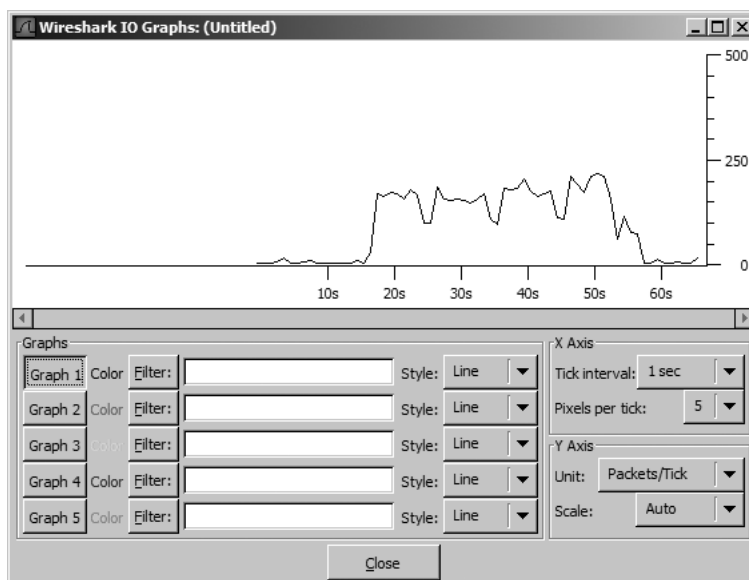 Wireshark IO Graphs: (Untitled)
500
250
0
10s 20s 30s 40s 50s 60s
Graphs
Graph 1 Color Filter: Style: Line
Graph 2 Color Filter: Style: Line
Graph 3 Color Filter: Style: Line
Graph 4 Color Filter: Style: Line
Graph 5 Color Filter: Style: Line
X Axis
Tick interval: 1 sec
Pixels per tick: 5
Y Axis
Unit: Packets/Tick
Scale: Auto
Close